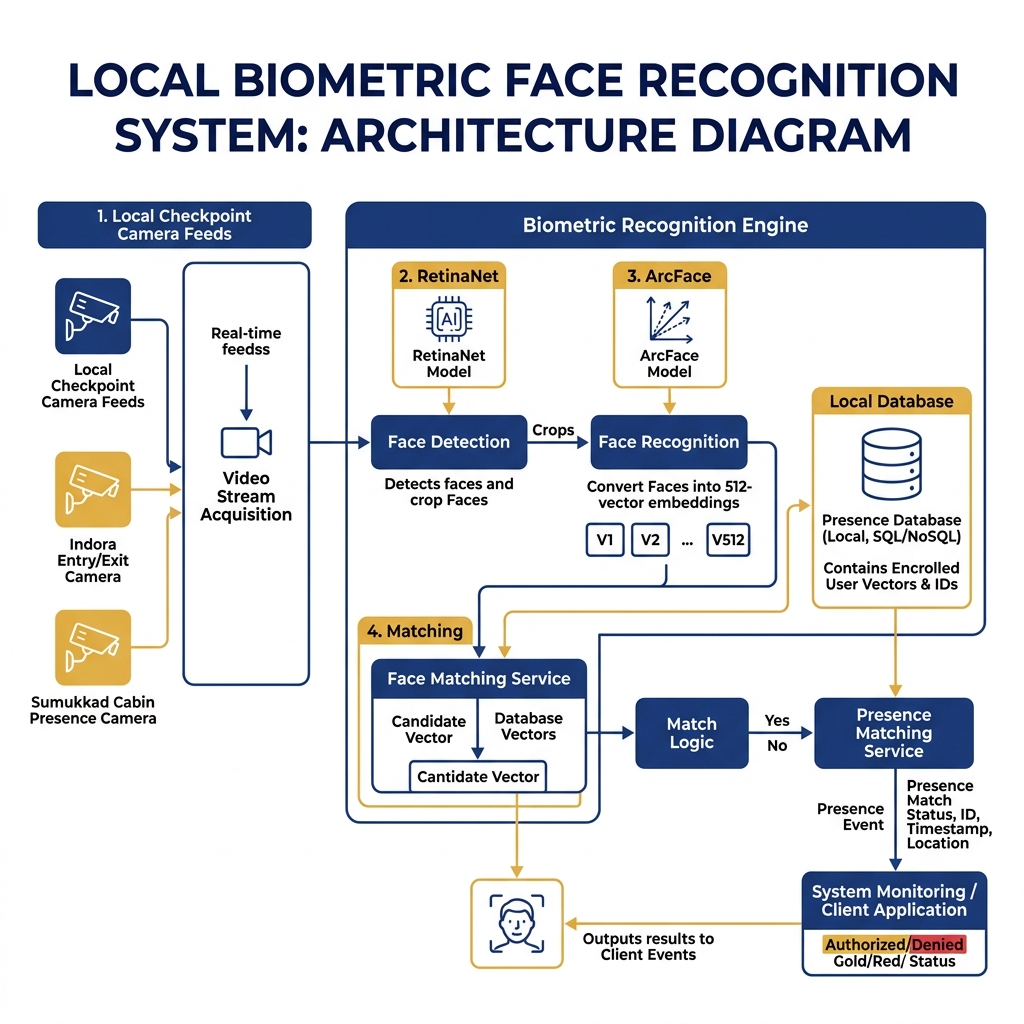 LOCAL BIOMETRIC FACE RECOGNITION
SYSTEM: ARCHITECTURE DIAGRAM
1. Local Checkpoint
Camera Feeds
Local
Checkpoint
Camera Feeds
Indora
Entry/Exit
Camera
Sumukkad Cabin
Presence Camera
Real-time
feedss
Video
Stream
Acquisition
Biometric Recognition Engine
2. RetinaNet
AI
RetinaNet
Model
3. ArcFace
ArcFace
Model
Face Detection
Crops
Face Recognition
Detects faces and
crop Faces
Convert Faces into 512-
vector embeddings
V1
V2
...
V512
Local Database
Presence Database
(Local, SQL/NoSQL)
Contains Encrolled
User Vectors & IDs
4. Matching
Face Matching Service
Candidate
Vector
Database
Vectors
Cantidate Vector
Match
Logic
Yes
No
Presence
Matching
Service
Presence
Event
Presence
Match
Status, ID,
Timestamp,
Location
System Monitoring /
Client Application
Authorized/Denied
Gold/Red/ Status
Outputs results to
Client Events